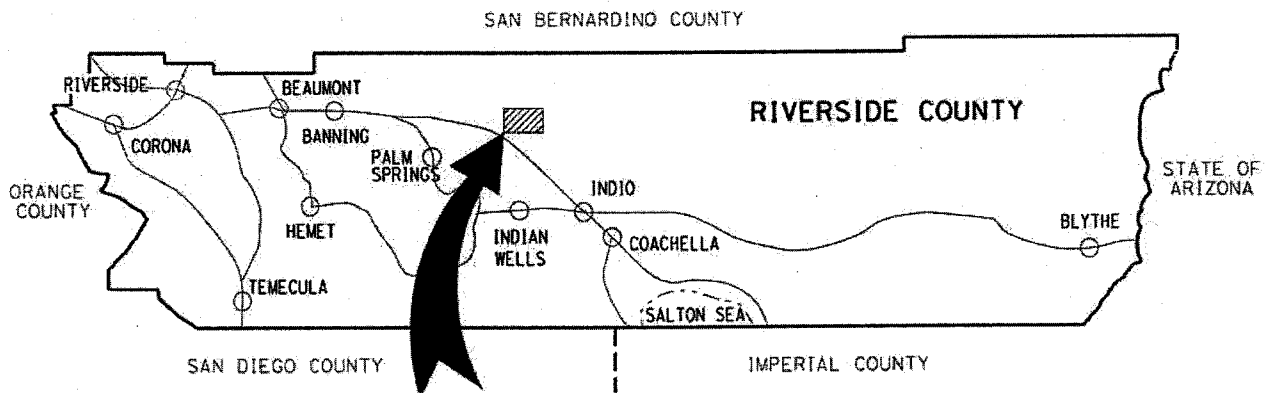 SAN BERNARDINO COUNTY
RIVERSIDE
BEAUMONT
RIVERSIDE COUNTY
CORONA
BANNING
PALM
SPRINGS
STATE OF
ARIZONA
ORANGE
COUNTY
INDIO
HEMET
INDIAN
WELLS
COACHELLA
BLYTHE
TEMECULA
SALTON SEA
SAN DIEGO COUNTY
IMPERIAL COUNTY